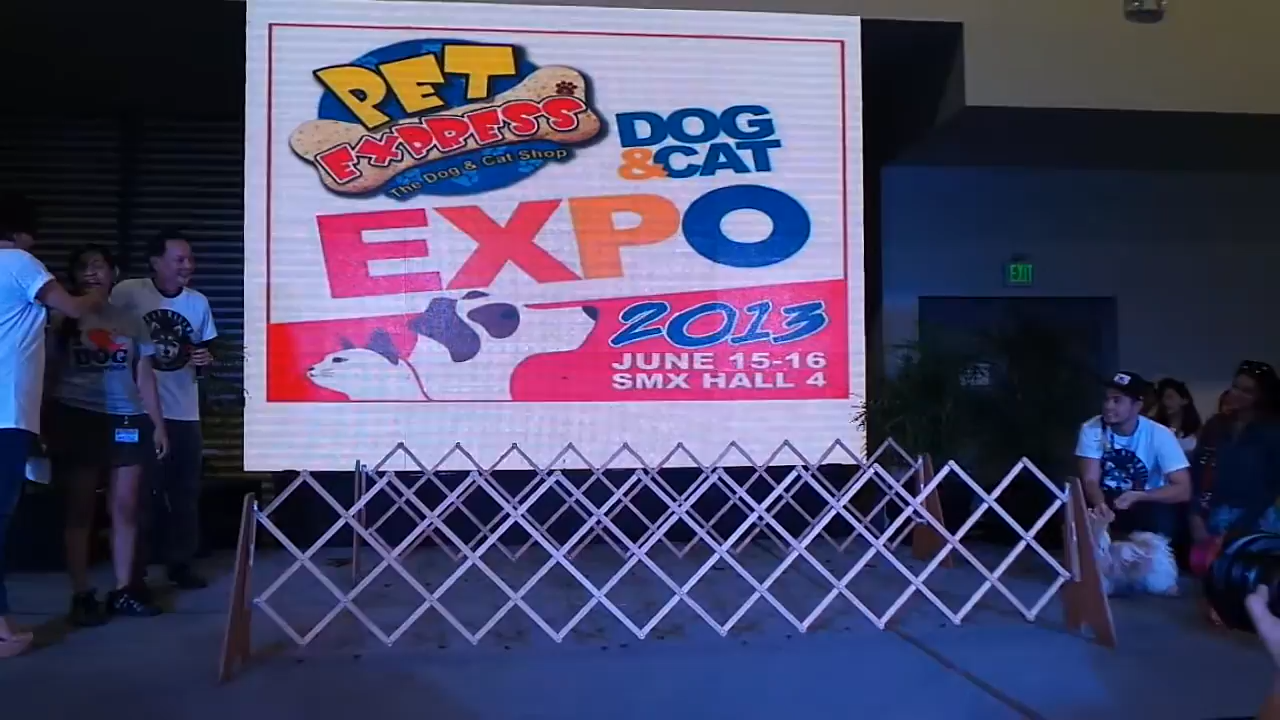 PET
EXPRESS
The Dog & Cat Shop
DOG
&CAT
EXPO
2013
JUNE 15-16
SMX HALL 4
EXIT
DOG